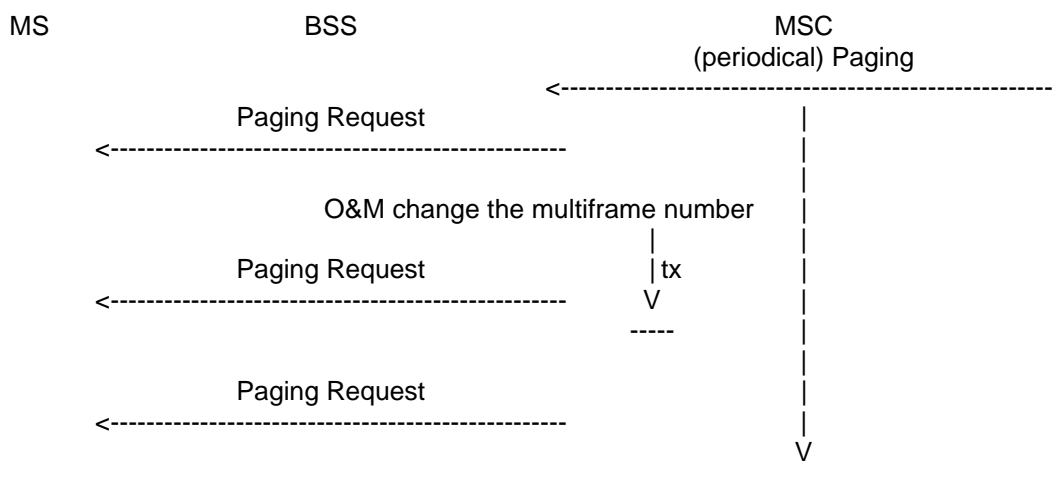 MS BSS MSC
(periodical) Paging
<-------------------------------------------------------
Paging Request |
<--------------------------------------------------- |
O&M change the multiframe number |
| |
Paging Request | tx |
<--------------------------------------------------- V |
----- |
Paging Request |
<--------------------------------------------------- |
V